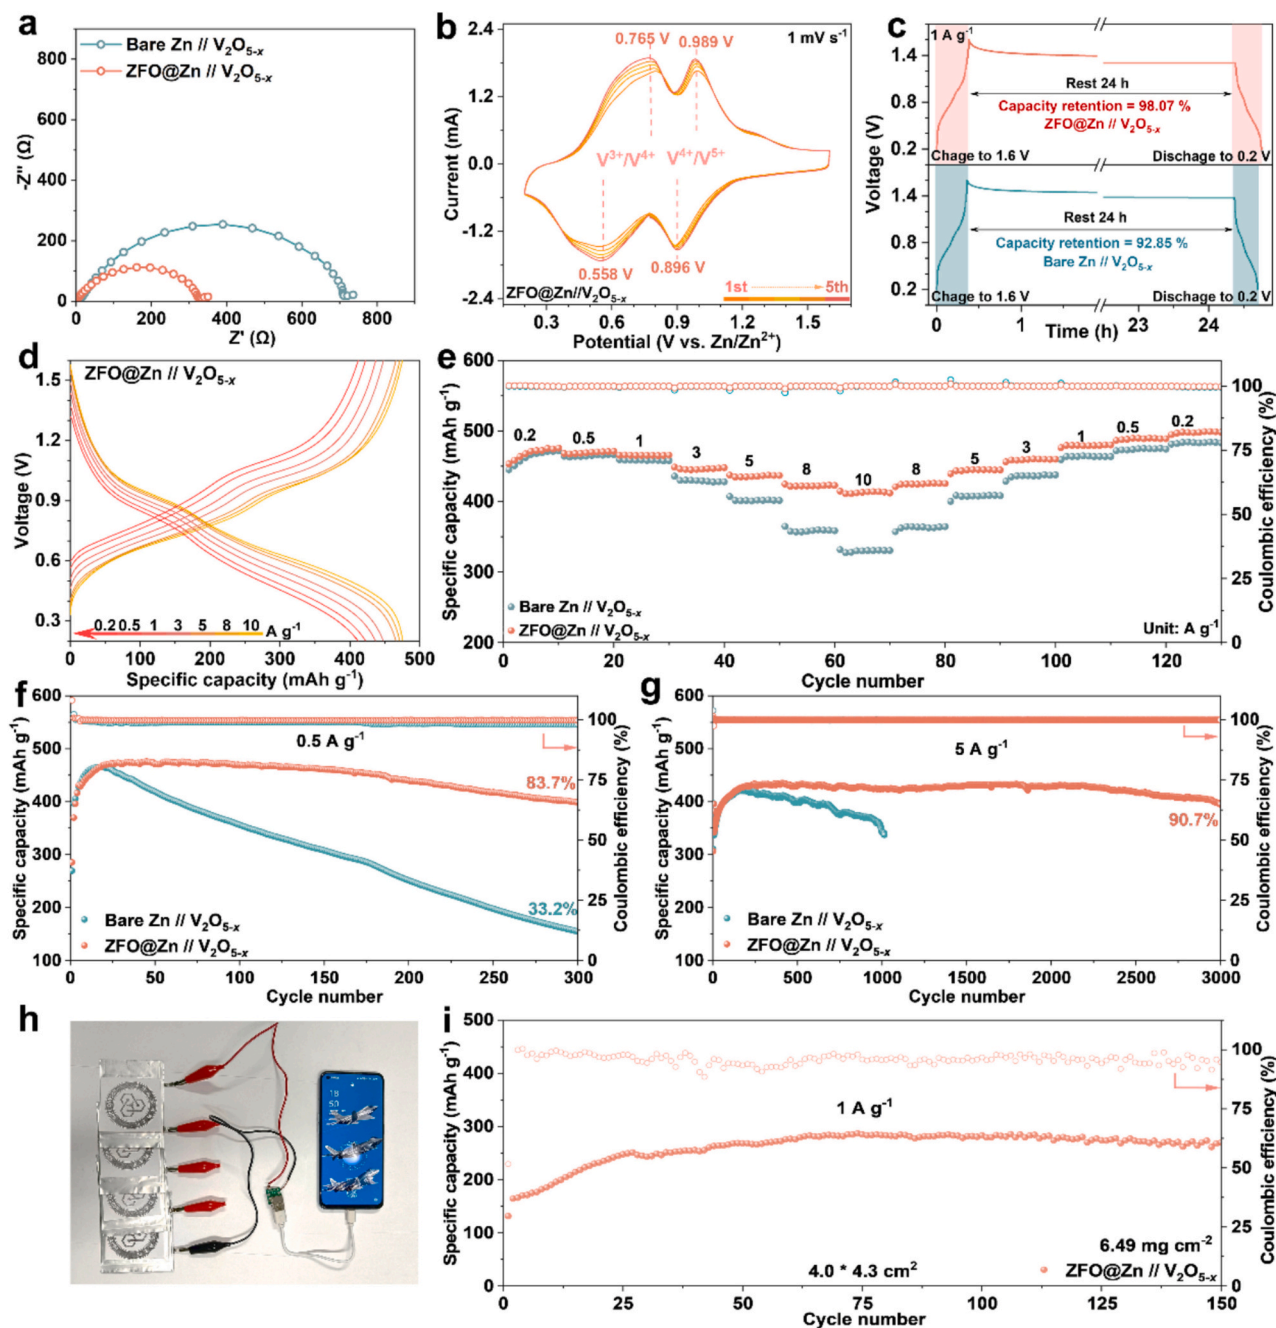 a
Bare Zn // V₂O₅₋ₓ
ZFO@Zn // V₂O₅₋ₓ
-Z'' (Ω)
800
600
400
200
0
0 200 400 600 800
Z' (Ω)
b
0.765 V 0.989 V 1 mV s⁻¹
V³⁺/V⁴⁺ V⁴⁺/V⁵⁺
0.558 V 0.896 V
ZFO@Zn//V₂O₅₋ₓ
1st 5th
Current (mA)
2.4
1.2
0.0
-1.2
-2.4
0.3 0.6 0.9 1.2 1.5
Potential (V vs. Zn/Zn²⁺)
c
1 A g⁻¹
Rest 24 h
Capacity retention = 98.07 %
ZFO@Zn // V₂O₅₋ₓ
Chage to 1.6 V Dischage to 0.2 V
Rest 24 h
Capacity retention = 92.85 %
Bare Zn // V₂O₅₋ₓ
Chage to 1.6 V Dischage to 0.2 V
Voltage (V)
1.4
0.8
0.2
1.4
0.8
0.2
0 1 23 24
Time (h)
d
ZFO@Zn // V₂O₅₋ₓ
Voltage (V)
1.5
1.2
0.9
0.6
0.3
0.2 0.5 1 3 5 8 10 A g⁻¹
0 100 200 300 400 500
Specific capacity (mAh g⁻¹)
e
Specific capacity (mAh g⁻¹)
600
500
400
300
200
0.2 0.5 1 3 5 8 10 8 5 3 1 0.5 0.2
Bare Zn // V₂O₅₋ₓ
ZFO@Zn // V₂O₅₋ₓ
Unit: A g⁻¹
Coulombic efficiency (%)
100
75
50
25
0
0 20 40 60 80 100 120
Cycle number
f
Specific capacity (mAh g⁻¹)
600
500
400
300
200
100
0.5 A g⁻¹
83.7%
33.2%
Bare Zn // V₂O₅₋ₓ
ZFO@Zn // V₂O₅₋ₓ
Coulombic efficiency (%)
100
75
50
25
0
0 50 100 150 200 250 300
Cycle number
g
Specific capacity (mAh g⁻¹)
600
500
400
300
200
100
5 A g⁻¹
90.7%
Bare Zn // V₂O₅₋ₓ
ZFO@Zn // V₂O₅₋ₓ
Coulombic efficiency (%)
100
75
50
25
0
0 500 1000 1500 2000 2500 3000
Cycle number
h
i
Specific capacity (mAh g⁻¹)
500
400
300
200
100
0
1 A g⁻¹
6.49 mg cm⁻²
4.0 * 4.3 cm²
ZFO@Zn // V₂O₅₋ₓ
Coulombic efficiency (%)
100
75
50
25
0
0 25 50 75 100 125 150
Cycle number